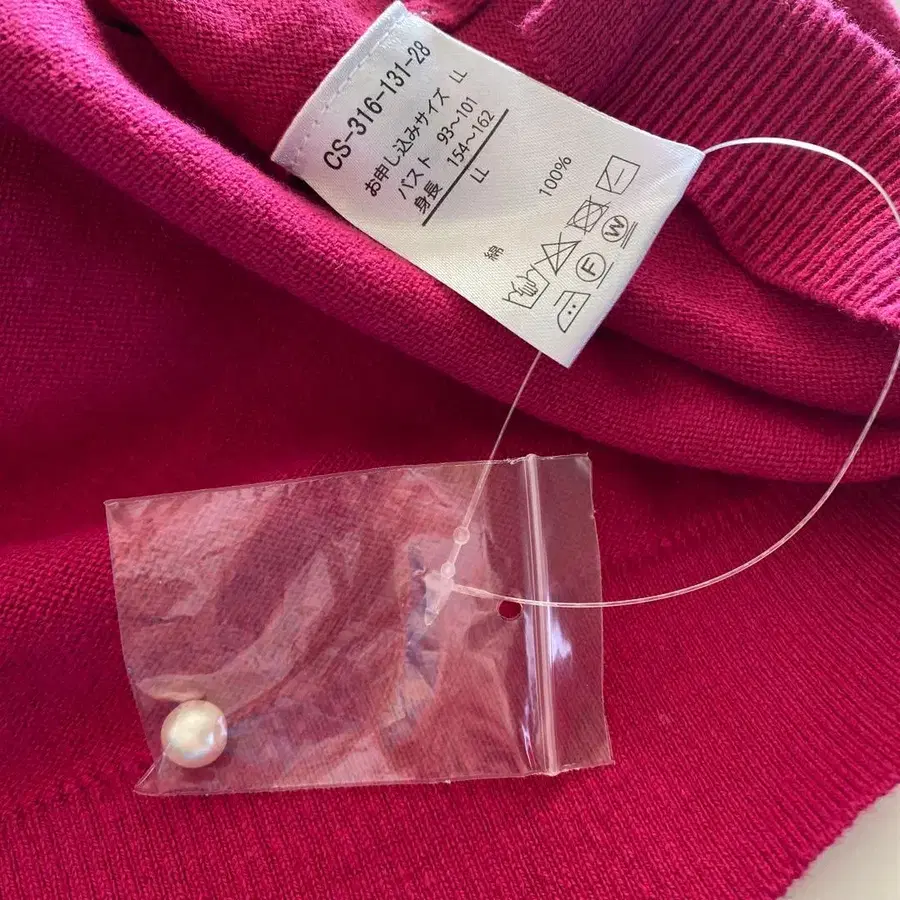 CS-316-131-28
お申し込みサイズ LL
バスト 93~101
身長 154~162
LL
綿 100%
F
W